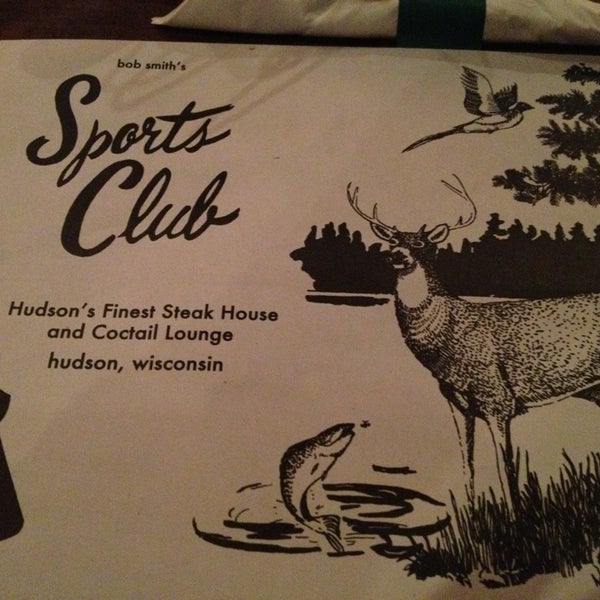 bob smith's
Sports
Club
Hudson's Finest Steak House
and Coctail Lounge
hudson, wisconsin